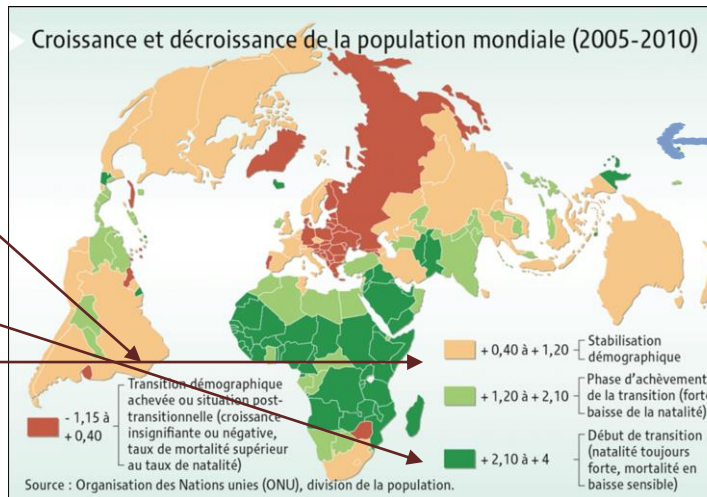 Croissance et décroissance de la population mondiale (2005-2010)
- 1,15 à
+ 0,40
Transition démographique
achevée ou situation post-
transitionnelle (croissance
insignifiante ou négative,
taux de mortalité supérieur
au taux de natalité)
+ 0,40 à + 1,20
Stabilisation
démographique
+ 1,20 à + 2,10
Phase d'achèvement
de la transition (forte
baisse de la natalité)
+ 2,10 à + 4
Début de transition
(natalité toujours
forte, mortalité en
baisse sensible)
Source : Organisation des Nations unies (ONU), division de la population.